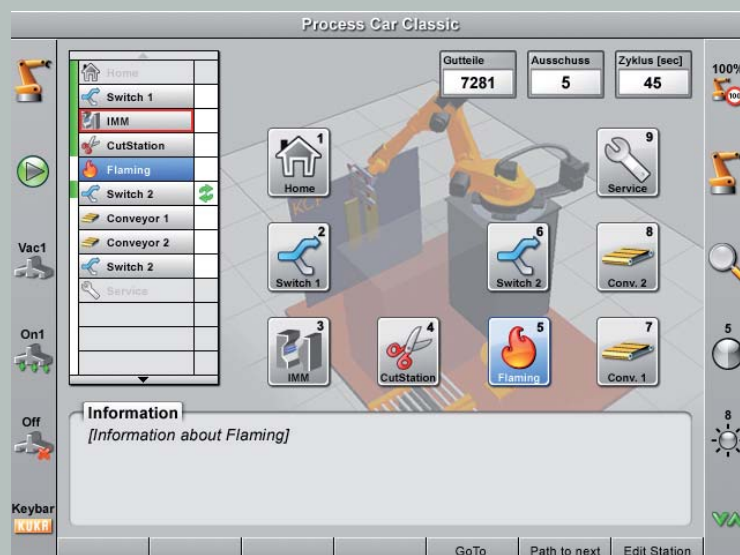 Process Car Classic
Gutteile
Ausschuss
Zyklus [sec]
7281
5
45
100%
100
Home
Switch 1
IMM
CutStation
Flaming
Switch 2
Conveyor 1
Conveyor 2
Switch 2
Service
1
Home
9
Service
2
Switch 1
6
Switch 2
8
Conv. 2
3
IMM
4
CutStation
5
Flaming
7
Conv. 1
Vac1
On1
Off
Keybar
KUKA
5
8
Information
[Information about Flaming]
GoTo
Path to next
Edit Station